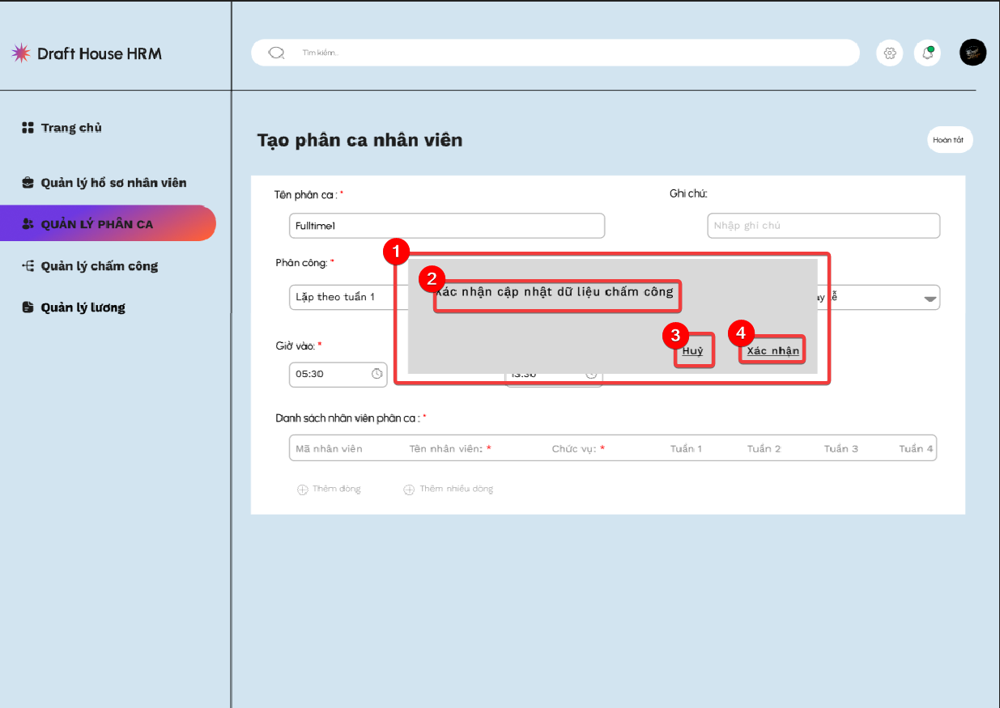 Draft House HRM
Tìm kiếm..
Trang chủ
Quản lý hồ sơ nhân viên
QUẢN LÝ PHÂN CA
Quản lý chấm công
Quản lý lương
Tạo phân ca nhân viên
Hoàn tất
Tên phân ca : *
Ghi chú:
Fulltime1
Nhập ghi chú
Phân công: *
Lặp theo tuần 1
lễ
1
2
Xác nhận cập nhật dữ liệu chấm công
3
4
Huỷ
Xác nhận
Giờ vào: *
05:30
13:30
Danh sách nhân viên phân ca : *
Mã nhân viên
Tên nhân viên: *
Chức vụ: *
Tuần 1
Tuần 2
Tuần 3
Tuần 4
Thêm dòng
Thêm nhiều dòng